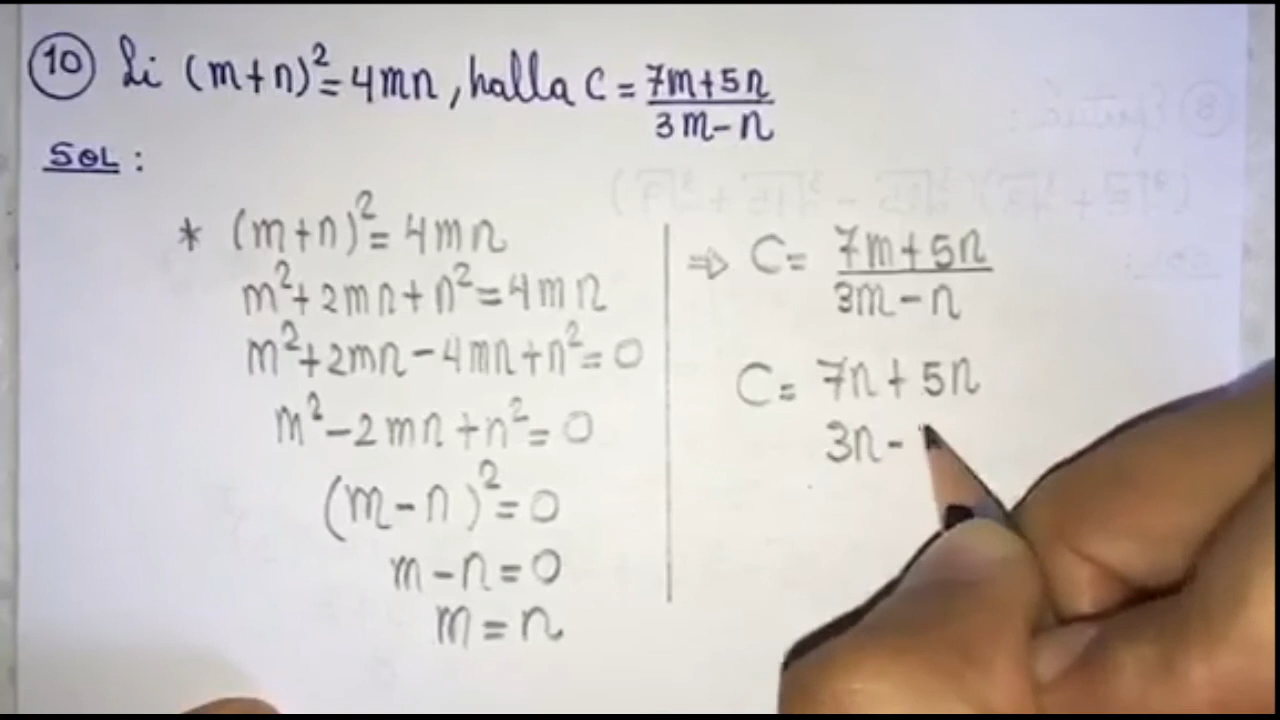 10 Si (m+n)²=4mn, halla C = 7m+5n / 3m-n
SOL :
* (m+n)²= 4mn
m²+2mn+n²=4mn
m²+2mn-4mn+n²=0
m²-2mn+n²=0
(m-n)²=0
m-n=0
m=n
⇒ C= 7m+5n / 3m-n
C= 7n+5n
3n-